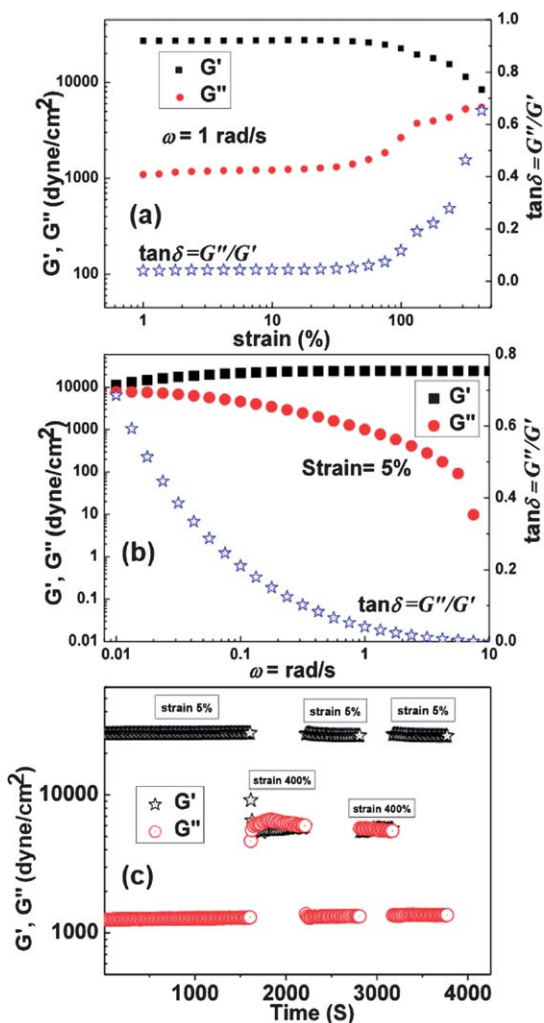 (a)
G', G" (dyne/cm²)
10000
1000
100
G'
G"
ω = 1 rad/s
tanδ=G"/G'
1.0
0.8
0.6
0.4
0.2
0.0
tanδ=G"/G'
1 10 100
strain (%)
(b)
G', G" (dyne/cm²)
10000
1000
100
10
1
0.1
0.01
G'
G"
Strain= 5%
tanδ=G"/G'
0.8
0.6
0.4
0.2
0.0
tanδ=G"/G'
0.01 0.1 1 10
ω = rad/s
(c)
G', G" (dyne/cm²)
10000
1000
strain 5% strain 5% strain 5%
G'
G"
strain 400% strain 400%
1000 2000 3000 4000
Time (S)